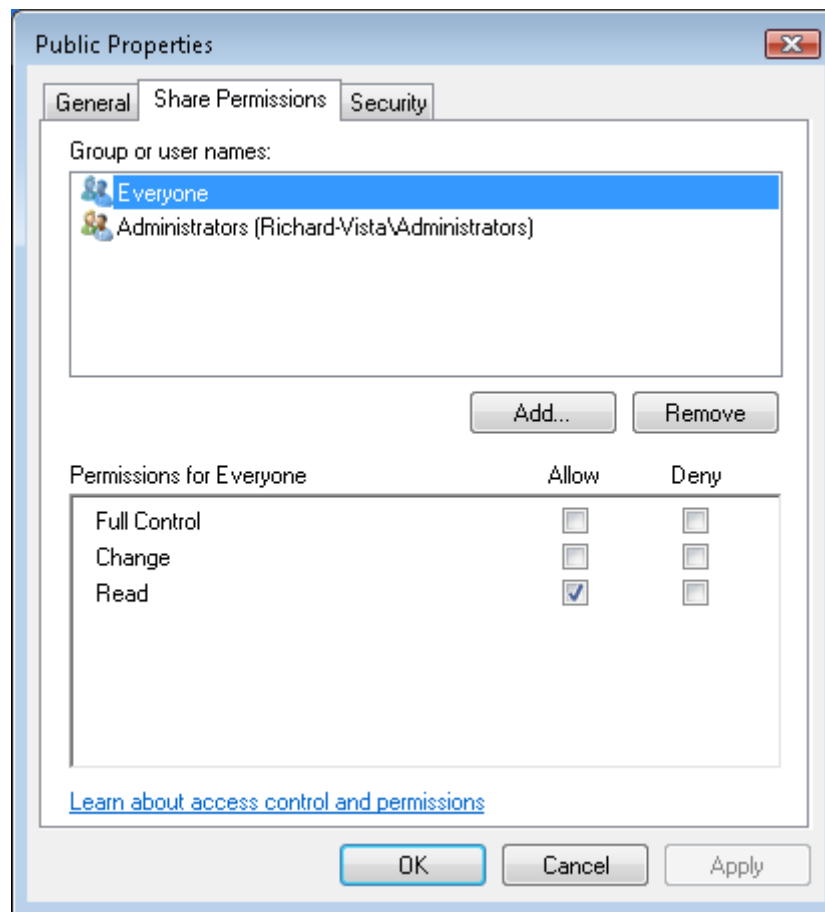 Public Properties
General Share Permissions Security
Group or user names:
Everyone
Administrators (Richard-Vista\Administrators)
Add... Remove
Permissions for Everyone Allow Deny
Full Control
Change
Read
Learn about access control and permissions
OK Cancel Apply